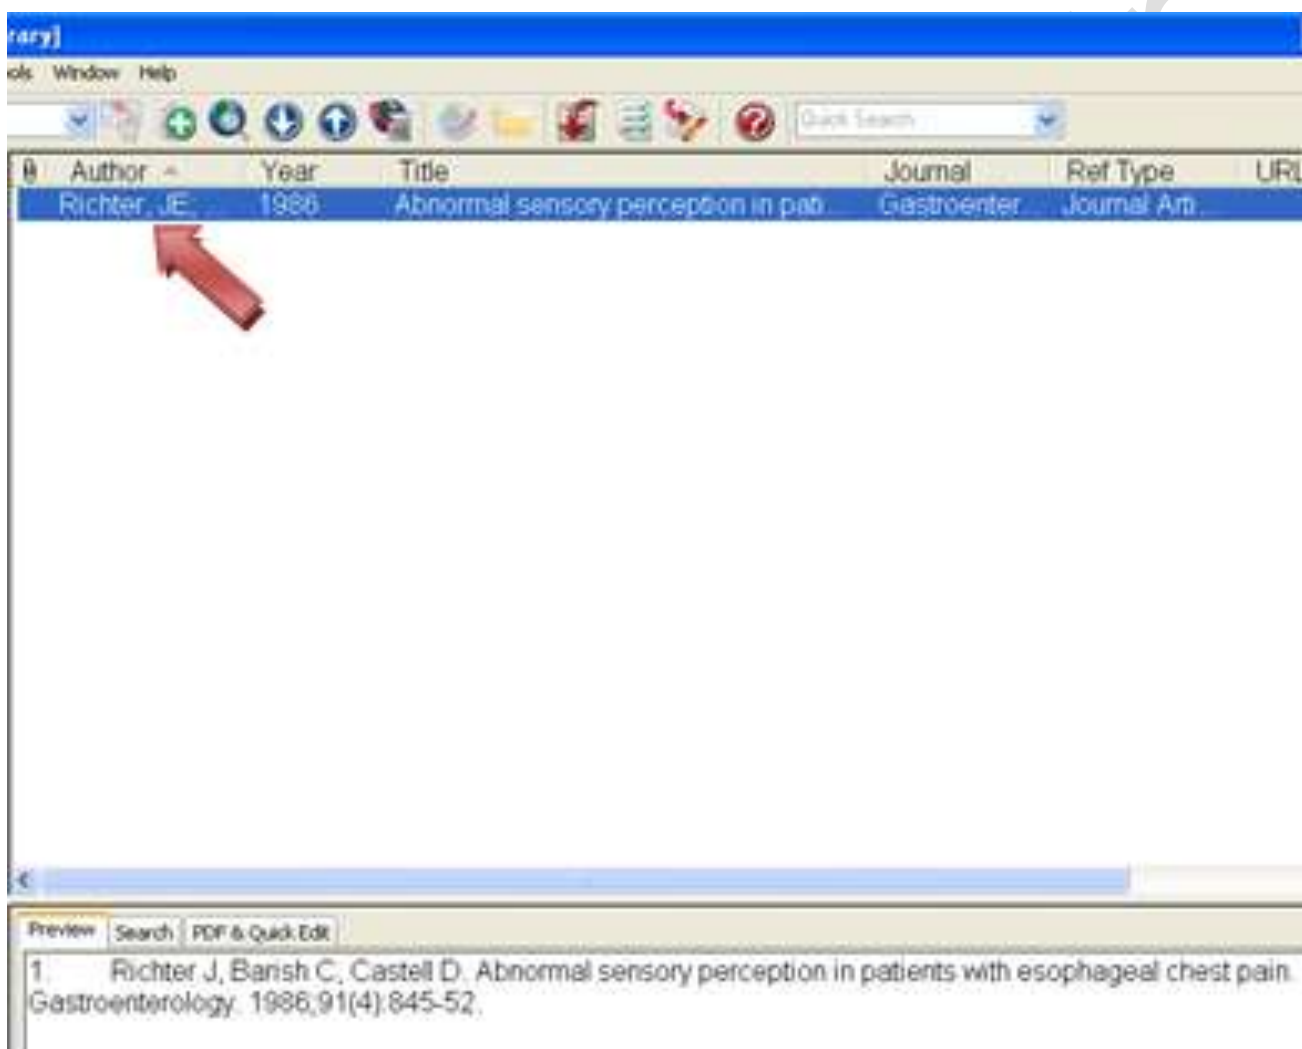 rary]
ols Window Help
Quick Search
Author Year Title Journal Ref Type URL
Richter, JE, 1986 Abnormal sensory perception in pati... Gastroenter... Journal Arti...
Preview Search PDF & Quick Edit
1. Richter J, Barish C, Castell D. Abnormal sensory perception in patients with esophageal chest pain.
Gastroenterology. 1986;91(4):845-52.